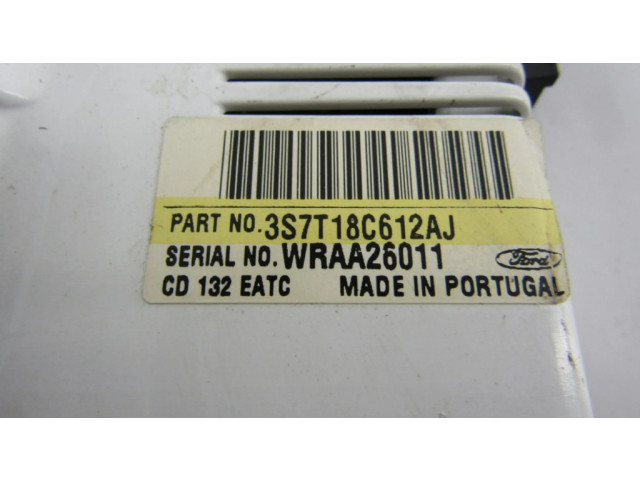 PART NO. 3S7T18C612AJ
SERIAL NO. WRAA26011
Ford
CD 132 EATC MADE IN PORTUGAL